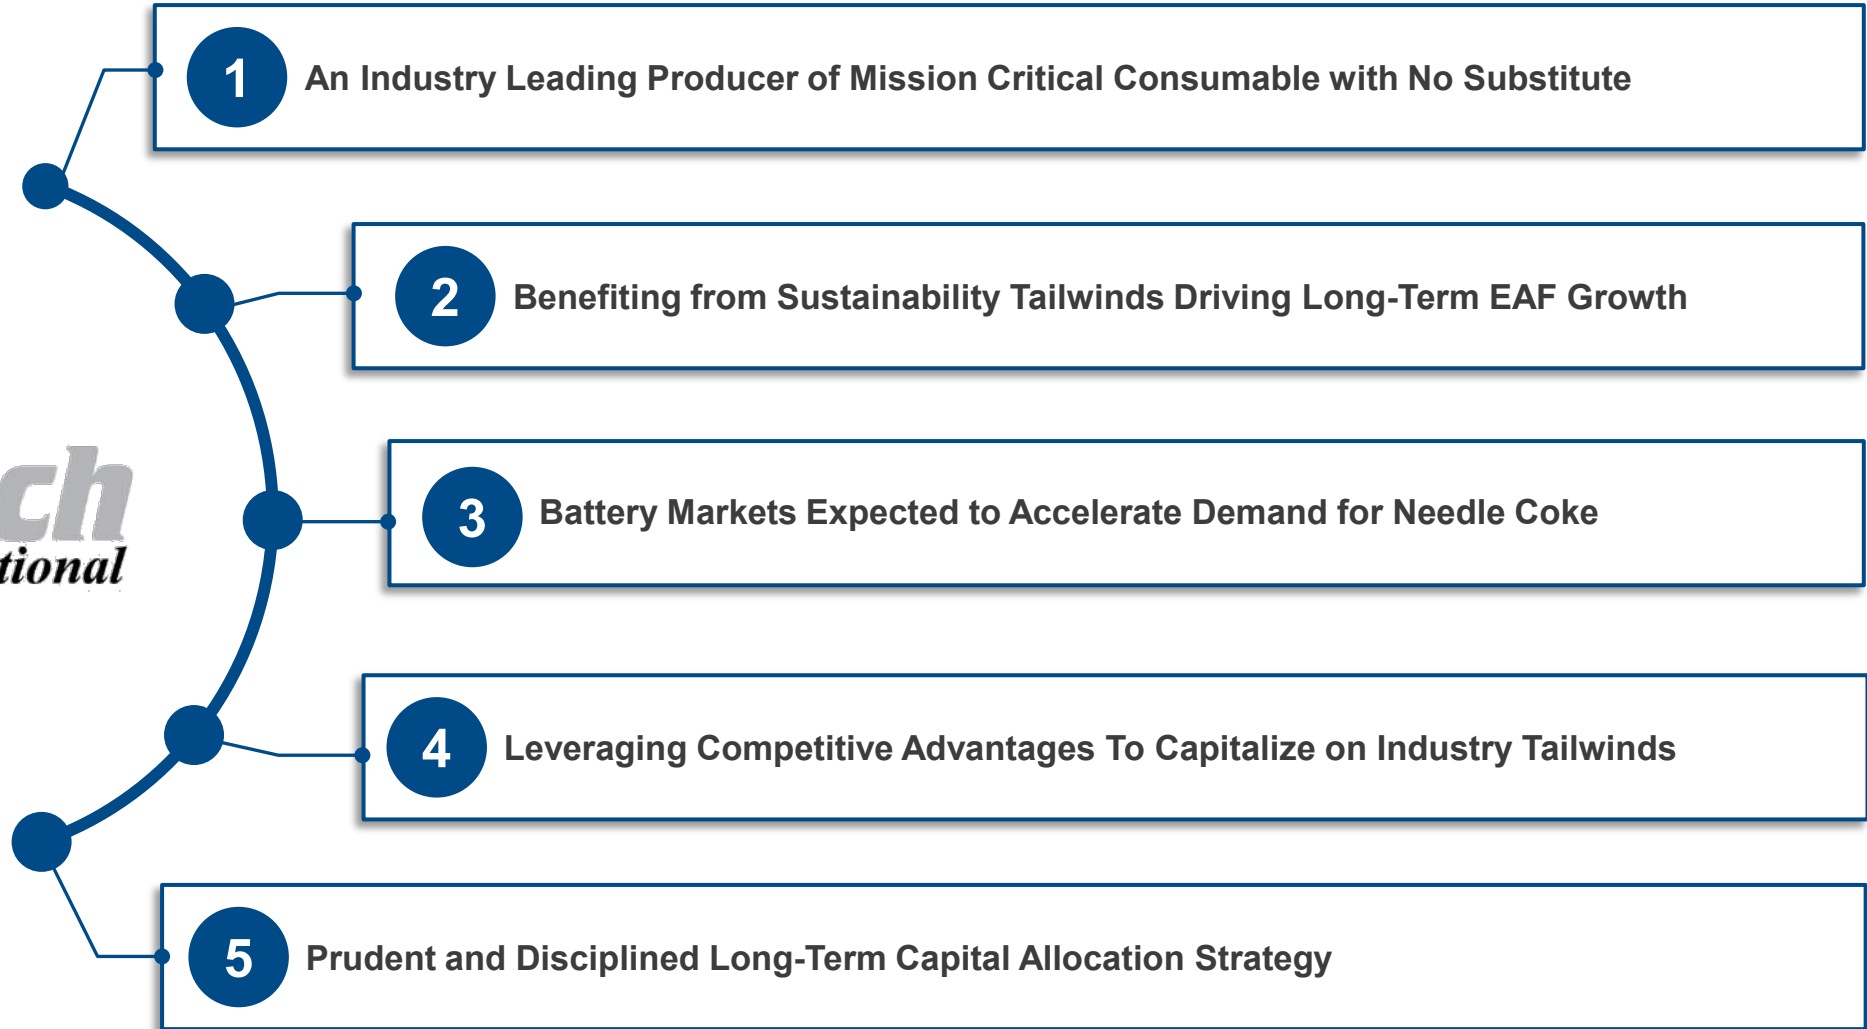 1
An Industry Leading Producer of Mission Critical Consumable with No Substitute
2
Benefiting from Sustainability Tailwinds Driving Long-Term EAF Growth
3
Battery Markets Expected to Accelerate Demand for Needle Coke
4
Leveraging Competitive Advantages To Capitalize on Industry Tailwinds
5
Prudent and Disciplined Long-Term Capital Allocation Strategy